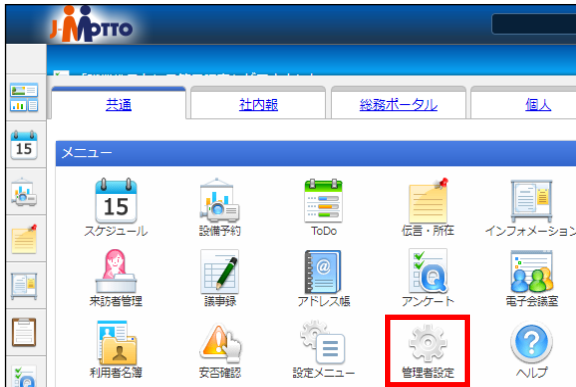 J-MOTTO
共通 社内報 総務ポータル 個人
15
メニュー
15
スケジュール 設備予約 ToDo 伝言・所在 インフォメーション
来訪者管理 議事録 アドレス帳 アンケート 電子会議室
利用者名簿 安否確認 設定メニュー 管理者設定 ヘルプ